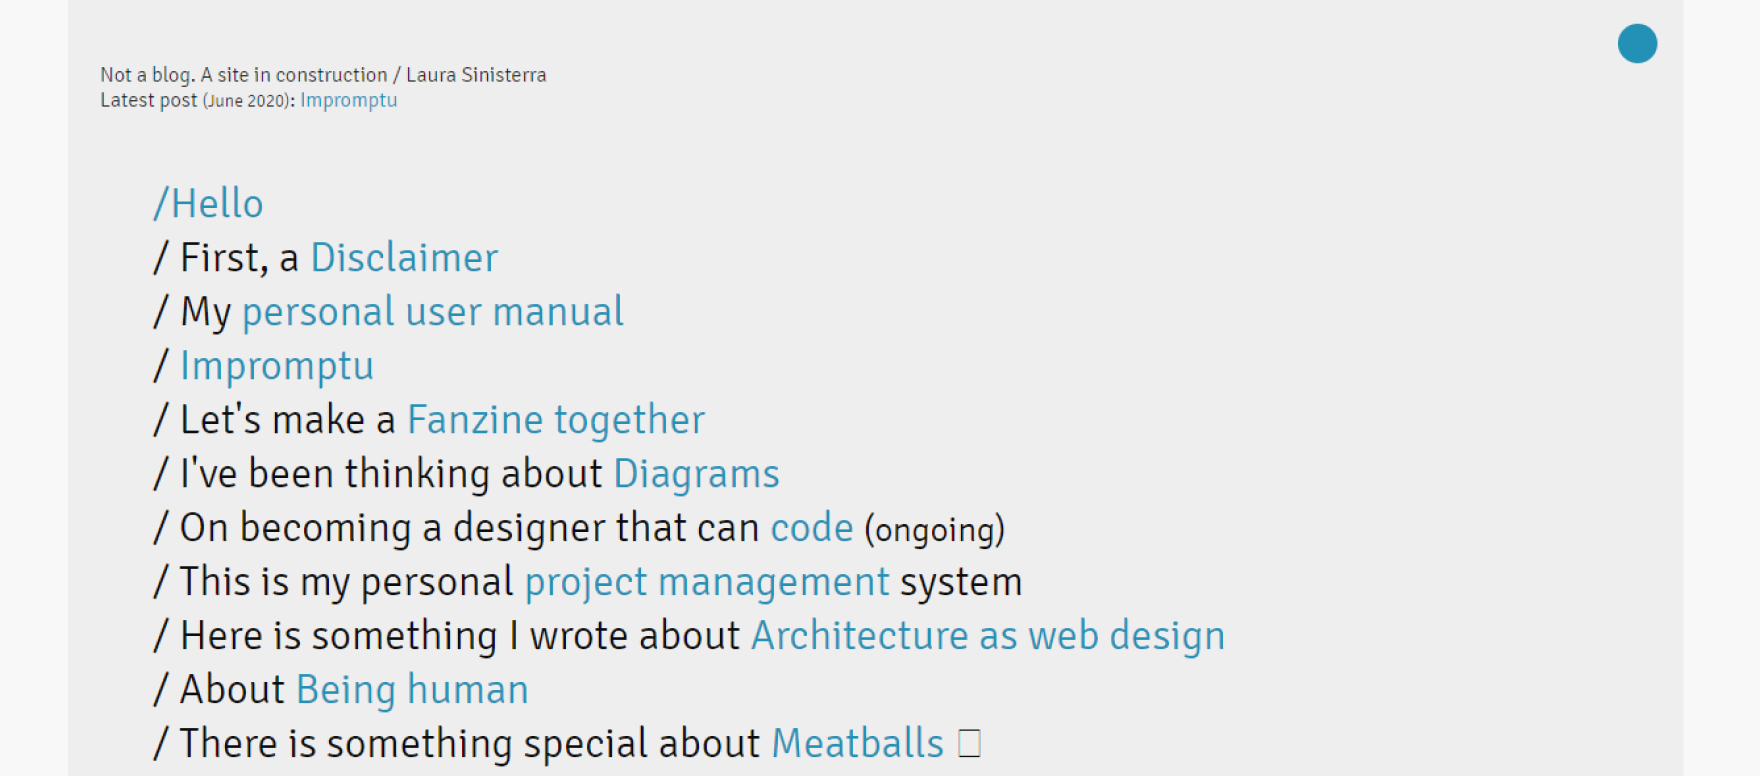 Not a blog. A site in construction / Laura Sinisterra
Latest post (June 2020): Impromptu
/Hello
/ First, a Disclaimer
/ My personal user manual
/ Impromptu
/ Let's make a Fanzine together
/ I've been thinking about Diagrams
/ On becoming a designer that can code (ongoing)
/ This is my personal project management system
/ Here is something I wrote about Architecture as web design
/ About Being human
/ There is something special about Meatballs